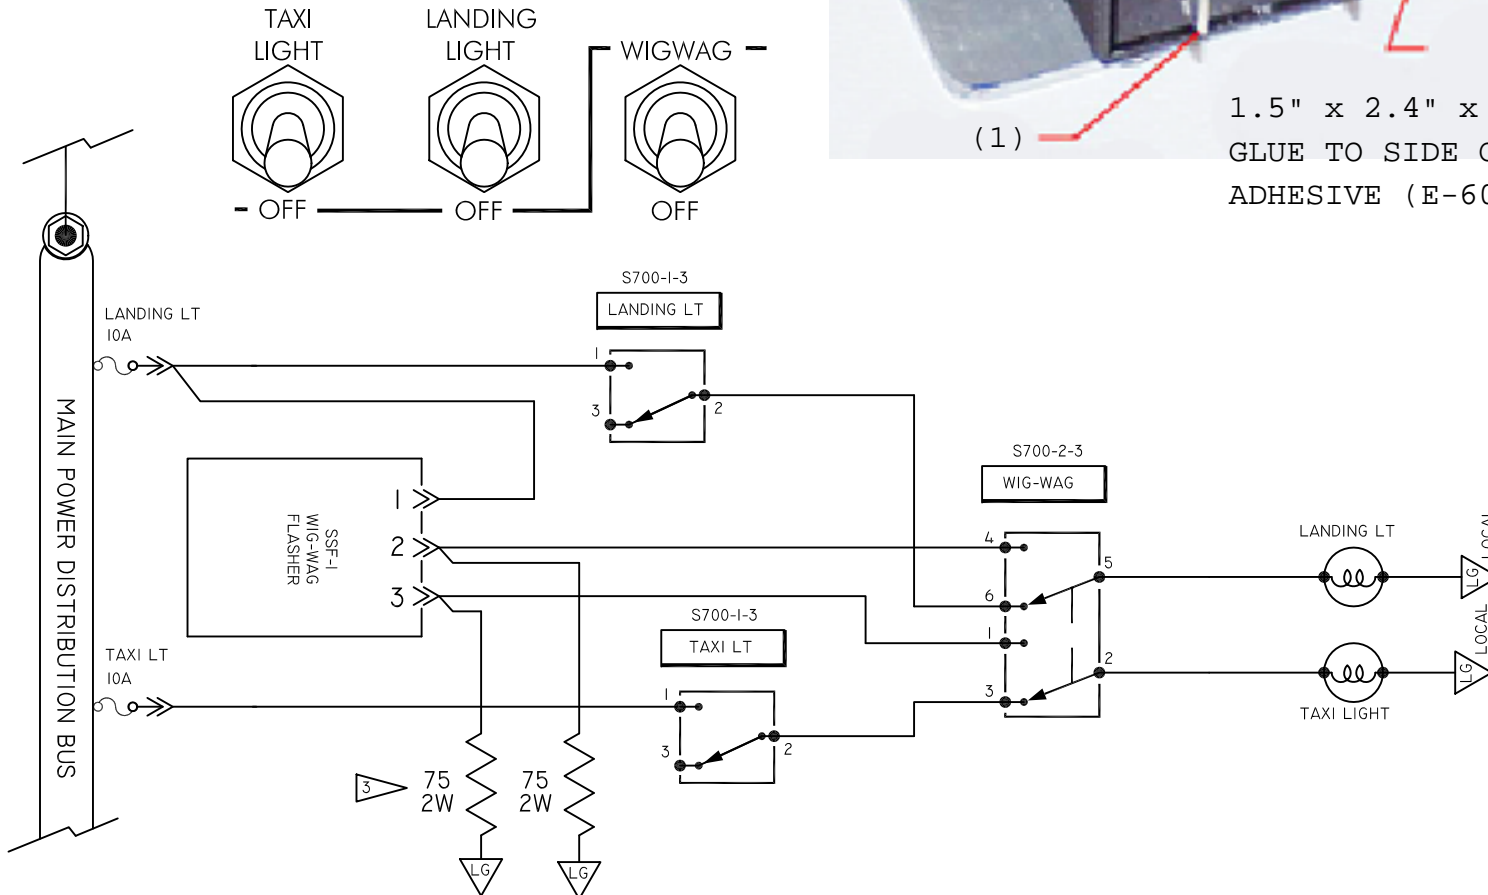 TAXI
LIGHT
LANDING
LIGHT
WIGWAG
OFF
OFF
OFF
(1)
1.5" x 2.4" x
GLUE TO SIDE
ADHESIVE (E-60
S700-1-3
LANDING LT
LANDING LT
10A
1
3
2
MAIN POWER DISTRIBUTION BUS
SSF-1
WIG-WAG
FLASHER
1
2
3
S700-2-3
WIG-WAG
4
5
6
1
2
3
LANDING LT
LG
LOCAL
TAXI LIGHT
LG
LOCAL
S700-1-3
TAXI LT
TAXI LT
10A
1
3
2
3
75
2W
75
2W
LG
LG